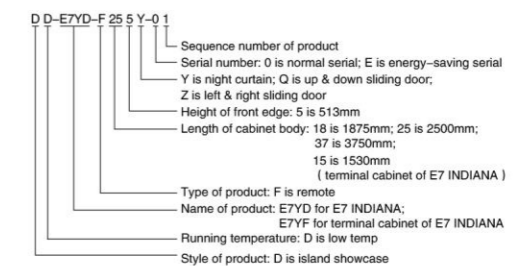 D D–E7YD–F 25 5 Y–0 1
Sequence number of product
Serial number: 0 is normal serial; E is energy–saving serial
Y is night curtain; Q is up & down sliding door;
Z is left & right sliding door
Height of front edge: 5 is 513mm
Length of cabinet body: 18 is 1875mm; 25 is 2500mm;
37 is 3750mm;
15 is 1530mm
( terminal cabinet of E7 INDIANA )
Type of product: F is remote
Name of product: E7YD for E7 INDIANA;
E7YF for terminal cabinet of E7 INDIANA
Running temperature: D is low temp
Style of product: D is island showcase